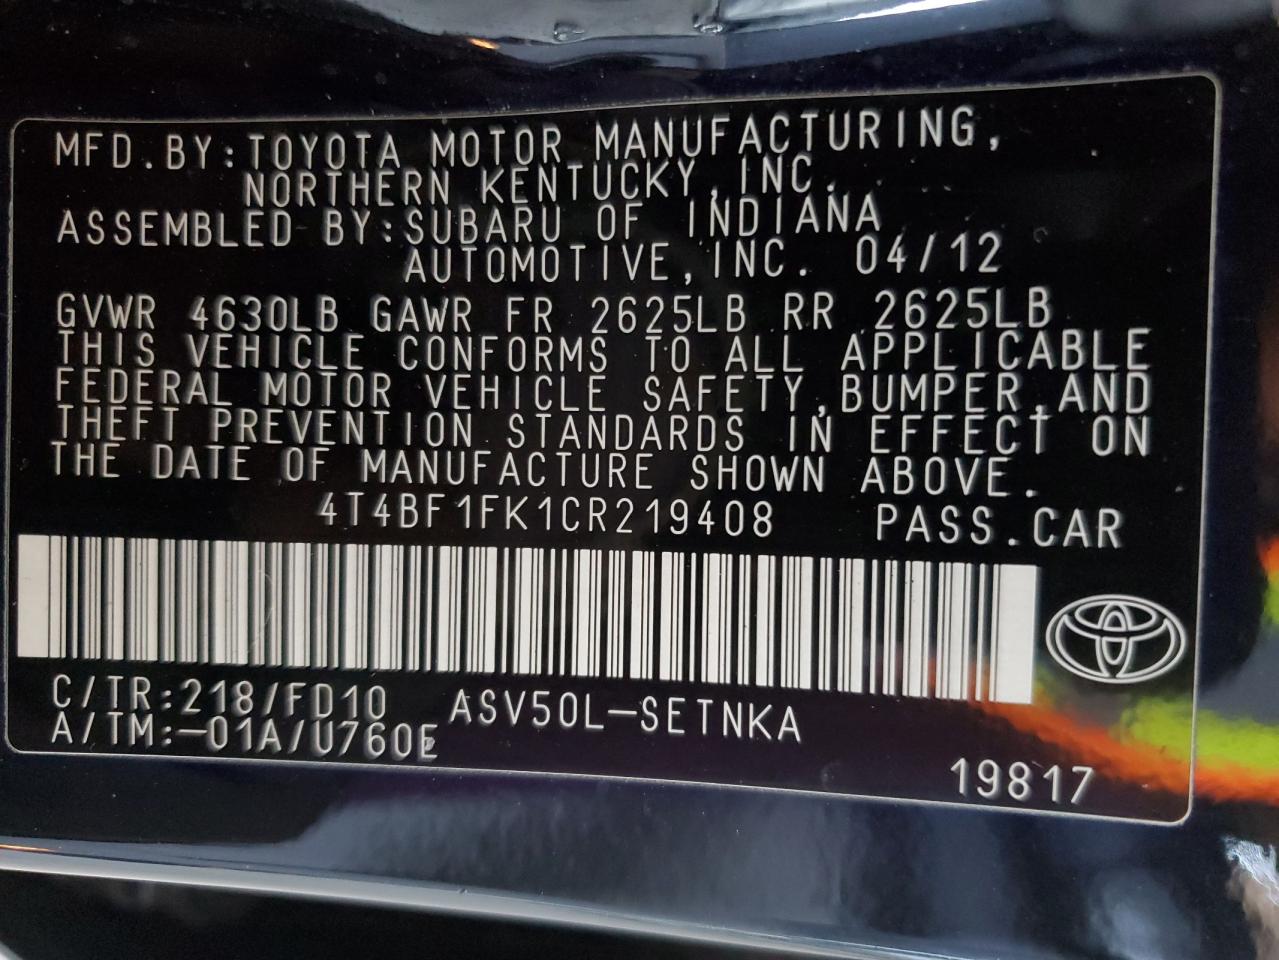 MFD.BY:TOYOTA MOTOR MANUFACTURING,
NORTHERN KENTUCKY,INC.
ASSEMBLED BY:SUBARU OF INDIANA
AUTOMOTIVE,INC. 04/12
GVWR 4630LB GAWR FR 2625LB RR 2625LB
THIS VEHICLE CONFORMS TO ALL APPLICABLE
FEDERAL MOTOR VEHICLE SAFETY,BUMPER,AND
THEFT PREVENTION STANDARDS IN EFFECT ON
THE DATE OF MANUFACTURE SHOWN ABOVE.
4T4BF1FK1CR219408 PASS.CAR
C/TR:218/FD10 ASV50L-SETNKA
A/TM:-01A/U760E
19817